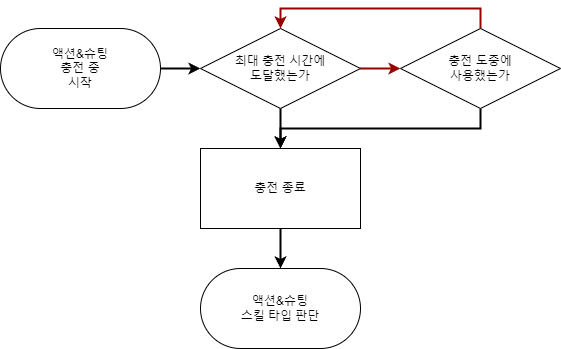 액션&슈팅
충전 중
시작
최대 충전 시간에
도달했는가
충전 도중에
사용했는가
충전 종료
액션&슈팅
스킬 타입 판단